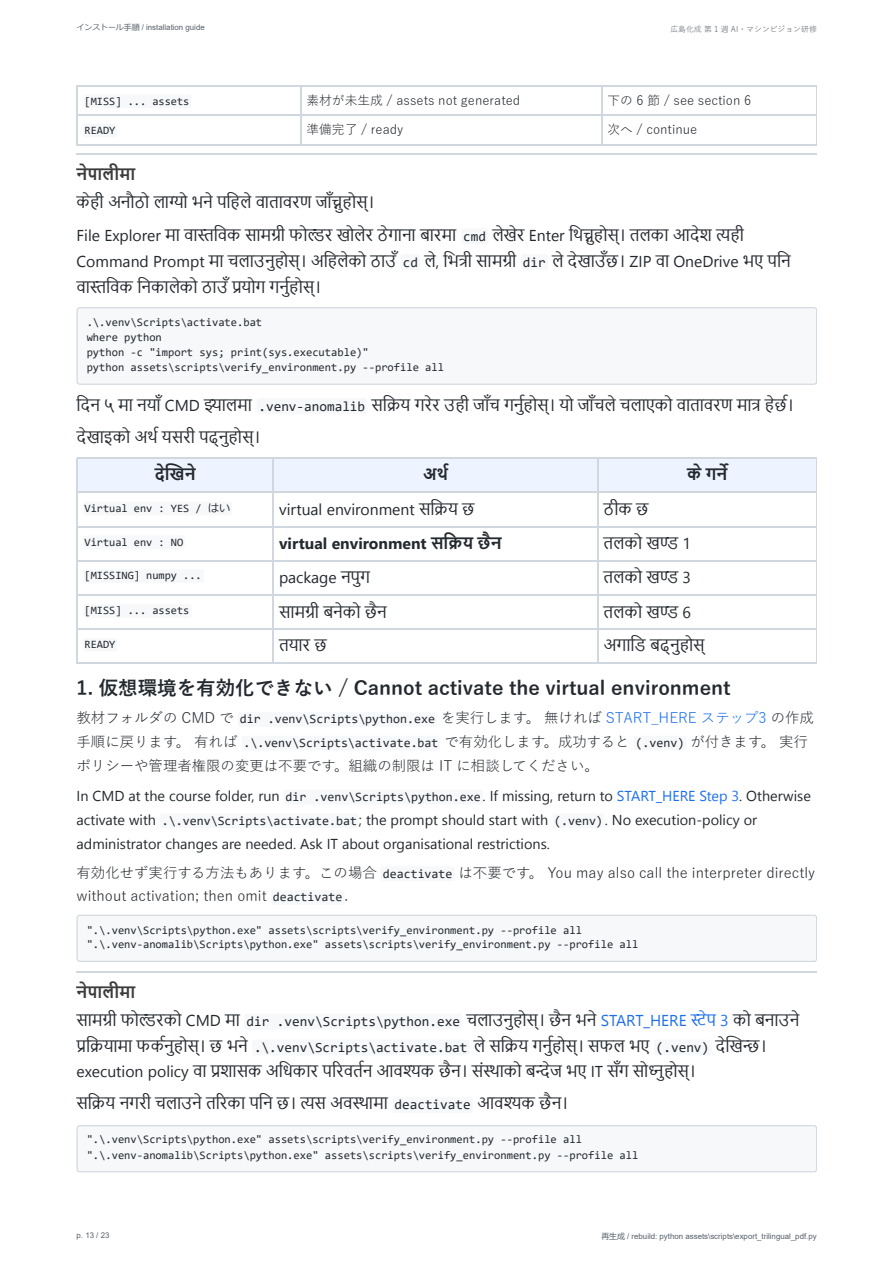 インストール手順 / installation guide
広島化成 第 1 週 AI・マシンビジョン研修
[MISS] ... assets 素材が未生成 / assets not generated 下の 6 節 / see section 6
READY 準備完了 / ready 次へ / continue
नेपालीमा
केही अनौठो लाग्यो भने पहिले वातावरण जाँच्नुहोस्।
File Explorer मा वास्तविक सामग्री फोल्डर खोलेर ठेगाना बारमा cmd लेखेर Enter थिच्नुहोस्। तलका आदेश त्यही
Command Prompt मा चलाउनुहोस्। अहिलेको ठाउँ cd ले, भित्री सामग्री dir ले देखाउँछ। ZIP वा OneDrive भए पनि
वास्तविक निकालेको ठाउँ प्रयोग गर्नुहोस्।
.\.venv\Scripts\activate.bat
where python
python -c "import sys; print(sys.executable)"
python assets\scripts\verify_environment.py --profile all
दिन ५ मा नयाँ CMD झ्यालमा .venv-anomalib सक्रिय गरेर उही जाँच गर्नुहोस्। यो जाँचले चलाएको वातावरण मात्र हेर्छ।
देखाइको अर्थ यसरी पढ्नुहोस्।
देखिने अर्थ के गर्ने
Virtual env : YES / はい virtual environment सक्रिय छ ठीक छ
Virtual env : NO virtual environment सक्रिय छैन तलको खण्ड 1
[MISSING] numpy ... package नपुग तलको खण्ड 3
[MISS] ... assets सामग्री बनेको छैन तलको खण्ड 6
READY तयार छ अगाडि बढ्नुहोस्
1. 仮想環境を有効化できない / Cannot activate the virtual environment
教材フォルダの CMD で dir .venv\Scripts\python.exe を実行します。 無ければ START_HERE ステップ3 の作成
手順に戻ります。 有れば .\.venv\Scripts\activate.bat で有効化します。成功すると (.venv) が付きます。 実行
ポリシーや管理者権限の変更は不要です。組織の制限は IT に相談してください。
In CMD at the course folder, run dir .venv\Scripts\python.exe. If missing, return to START_HERE Step 3. Otherwise
activate with .\.venv\Scripts\activate.bat; the prompt should start with (.venv). No execution-policy or
administrator changes are needed. Ask IT about organisational restrictions.
有効化せず実行する方法もあります。この場合 deactivate は不要です。 You may also call the interpreter directly
without activation; then omit deactivate.
".\.venv\Scripts\python.exe" assets\scripts\verify_environment.py --profile all
".\.venv-anomalib\Scripts\python.exe" assets\scripts\verify_environment.py --profile all
नेपालीमा
सामग्री फोल्डरको CMD मा dir .venv\Scripts\python.exe चलाउनुहोस्। छैन भने START_HERE स्टेप 3 को बनाउने
प्रक्रियामा फर्कनुहोस्। छ भने .\.venv\Scripts\activate.bat ले सक्रिय गर्नुहोस्। सफल भए (.venv) देखिन्छ।
execution policy वा प्रशासक अधिकार परिवर्तन आवश्यक छैन। संस्थाको बन्देज भए IT सँग सोध्नुहोस्।
सक्रिय नगरी चलाउने तरिका पनि छ। त्यस अवस्थामा deactivate आवश्यक छैन।
".\.venv\Scripts\python.exe" assets\scripts\verify_environment.py --profile all
".\.venv-anomalib\Scripts\python.exe" assets\scripts\verify_environment.py --profile all
p. 13 / 23
再生成 / rebuild: python assets\scripts\export_trilingual_pdf.py